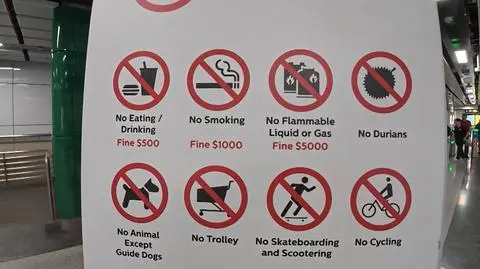 No Eating /
Drinking
Fine $500
No Smoking
Fine $1000
No Flammable
Liquid or Gas
Fine $5000
No Durians
No Animal
Except
Guide Dogs
No Trolley
No Skateboarding
and Scootering
No Cycling